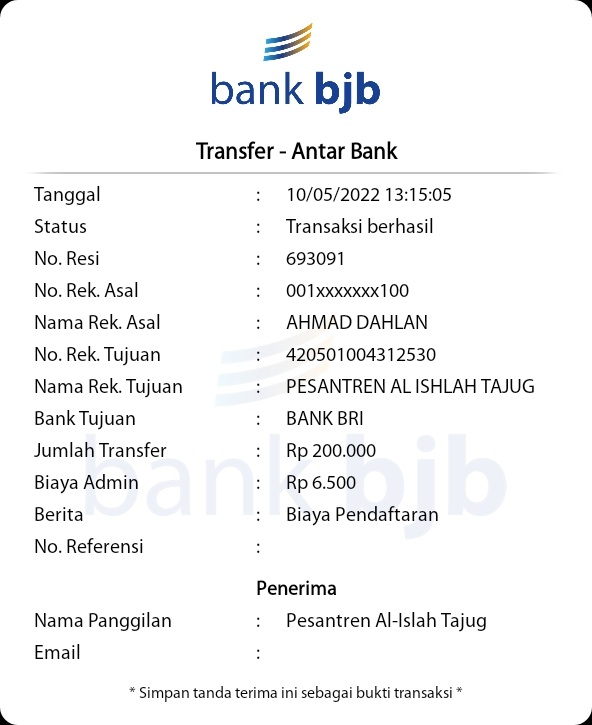 bank bjb
Transfer - Antar Bank
Tanggal : 10/05/2022 13:15:05
Status : Transaksi berhasil
No. Resi : 693091
No. Rek. Asal : 001xxxxxxx100
Nama Rek. Asal : AHMAD DAHLAN
No. Rek. Tujuan : 420501004312530
Nama Rek. Tujuan : PESANTREN AL ISHLAH TAJUG
Bank Tujuan : BANK BRI
Jumlah Transfer : Rp 200.000
Biaya Admin : Rp 6.500
Berita : Biaya Pendaftaran
No. Referensi :
bank bjb
Penerima
Nama Panggilan : Pesantren Al-Islah Tajug
Email :
* Simpan tanda terima ini sebagai bukti transaksi *